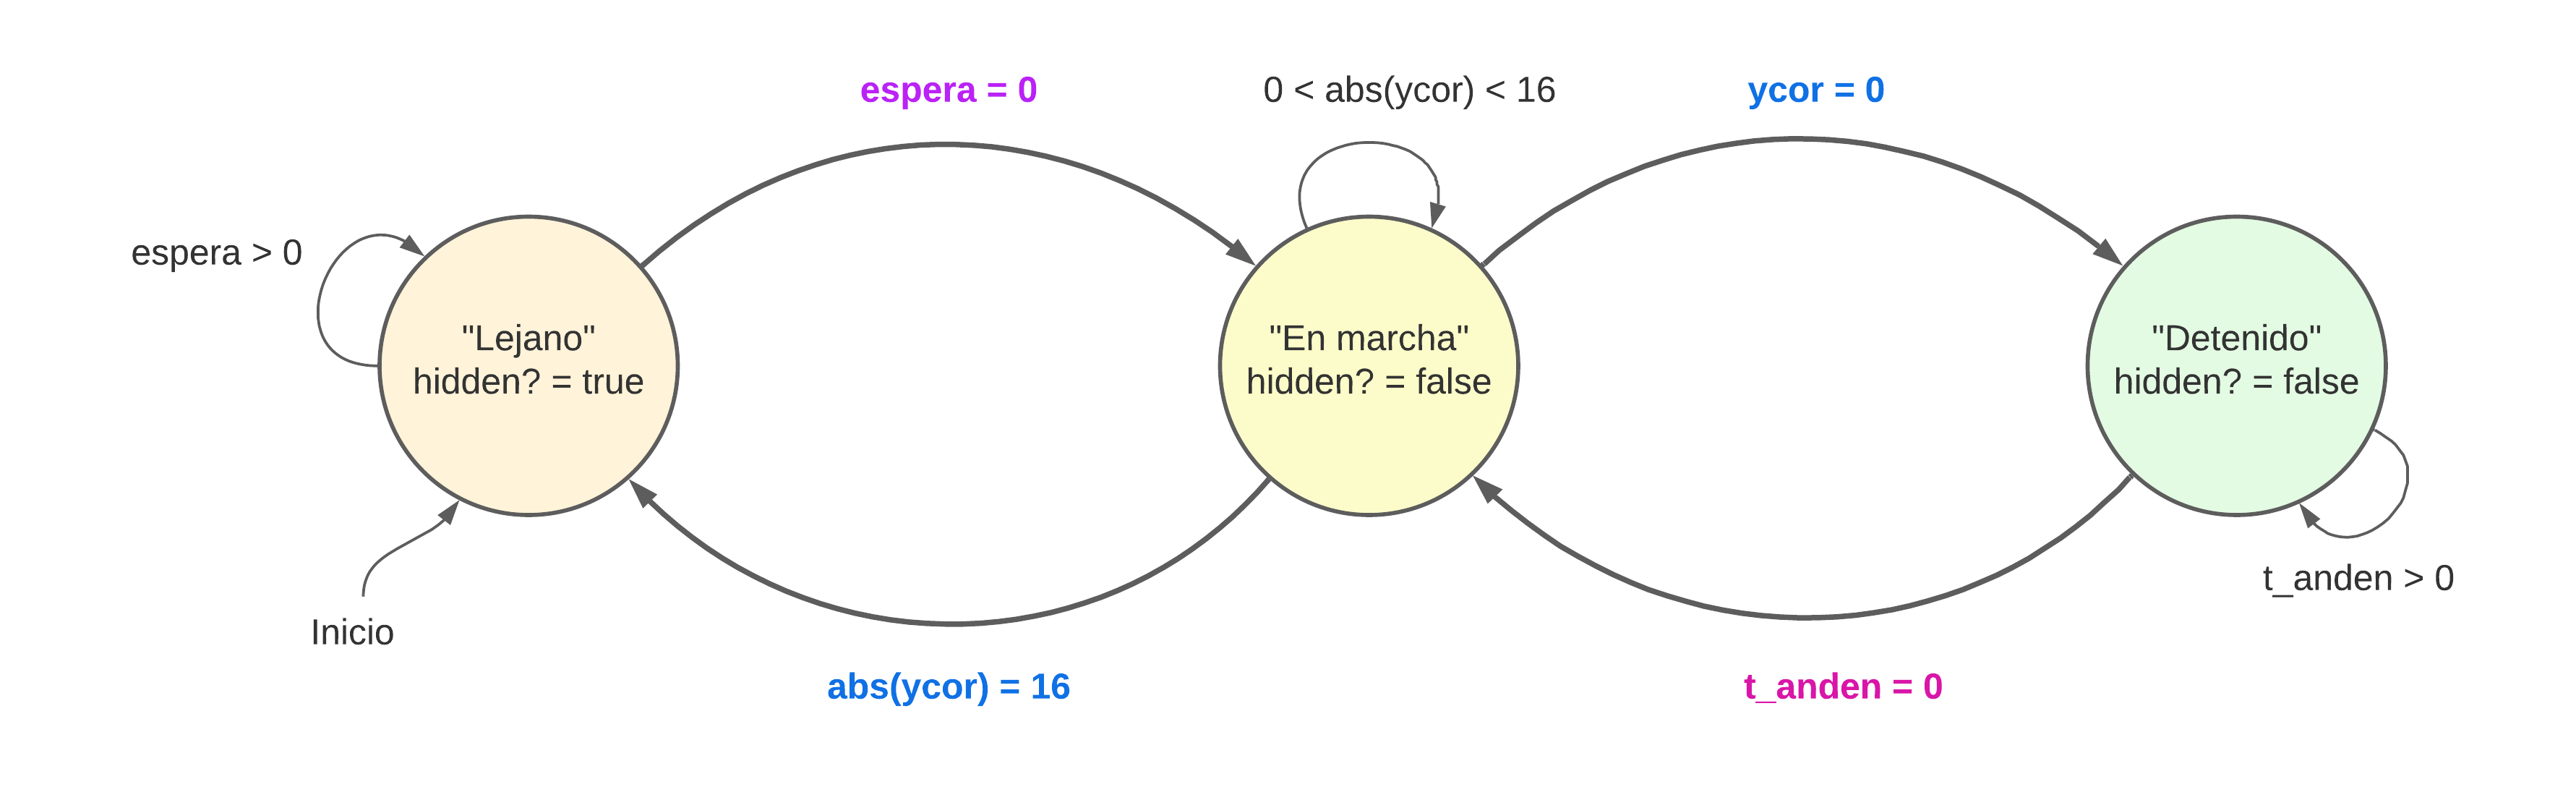 espera = 0
0 < abs(ycor) < 16
ycor = 0
espera > 0
"Lejano"
hidden? = true
"En marcha"
hidden? = false
"Detenido"
hidden? = false
t_anden > 0
Inicio
abs(ycor) = 16
t_anden = 0